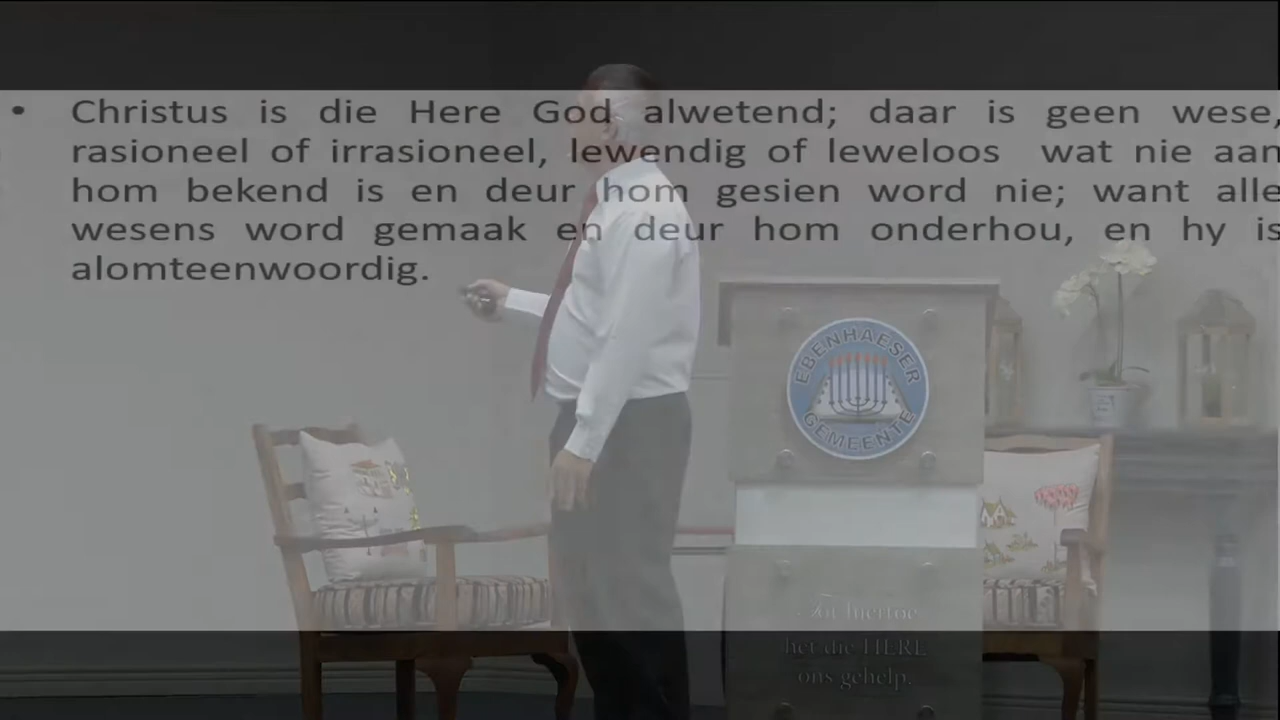 • Christus is die Here God alwetend; daar is geen wese,
rasioneel of irrasioneel, lewendig of leweloos wat nie aan
hom bekend is en deur hom gesien word nie; want alle
wesens word gemaak en deur hom onderhou, en hy is
alomteenwoordig.
EBENHAESER
GEMEENTE
Tot hiertoe
het die HERE
ons gehelp.